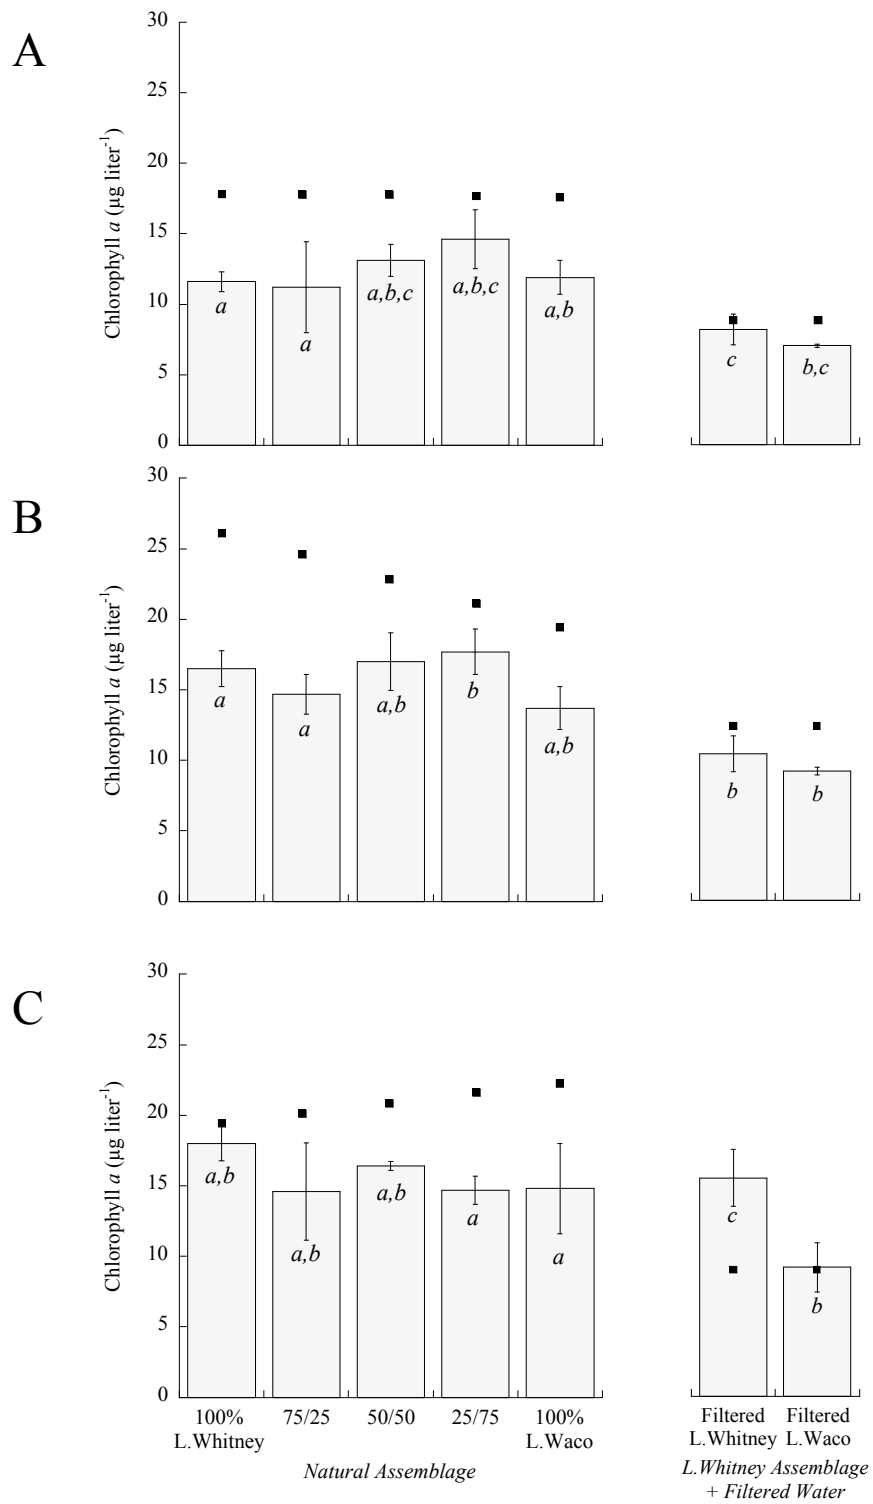 A
30
25
20
15
10
5
0
Chlorophyll a (µg liter-1)
a
a
a,b,c
a,b,c
a,b
c
b,c
B
30
25
20
15
10
5
0
Chlorophyll a (µg liter-1)
a
a
a,b
b
a,b
b
b
C
30
25
20
15
10
5
0
Chlorophyll a (µg liter-1)
a,b
a,b
a,b
a
a
c
b
100% L.Whitney
75/25
50/50
25/75
100% L.Waco
Filtered L.Whitney
Filtered L.Waco
Natural Assemblage
L.Whitney Assemblage
+ Filtered Water